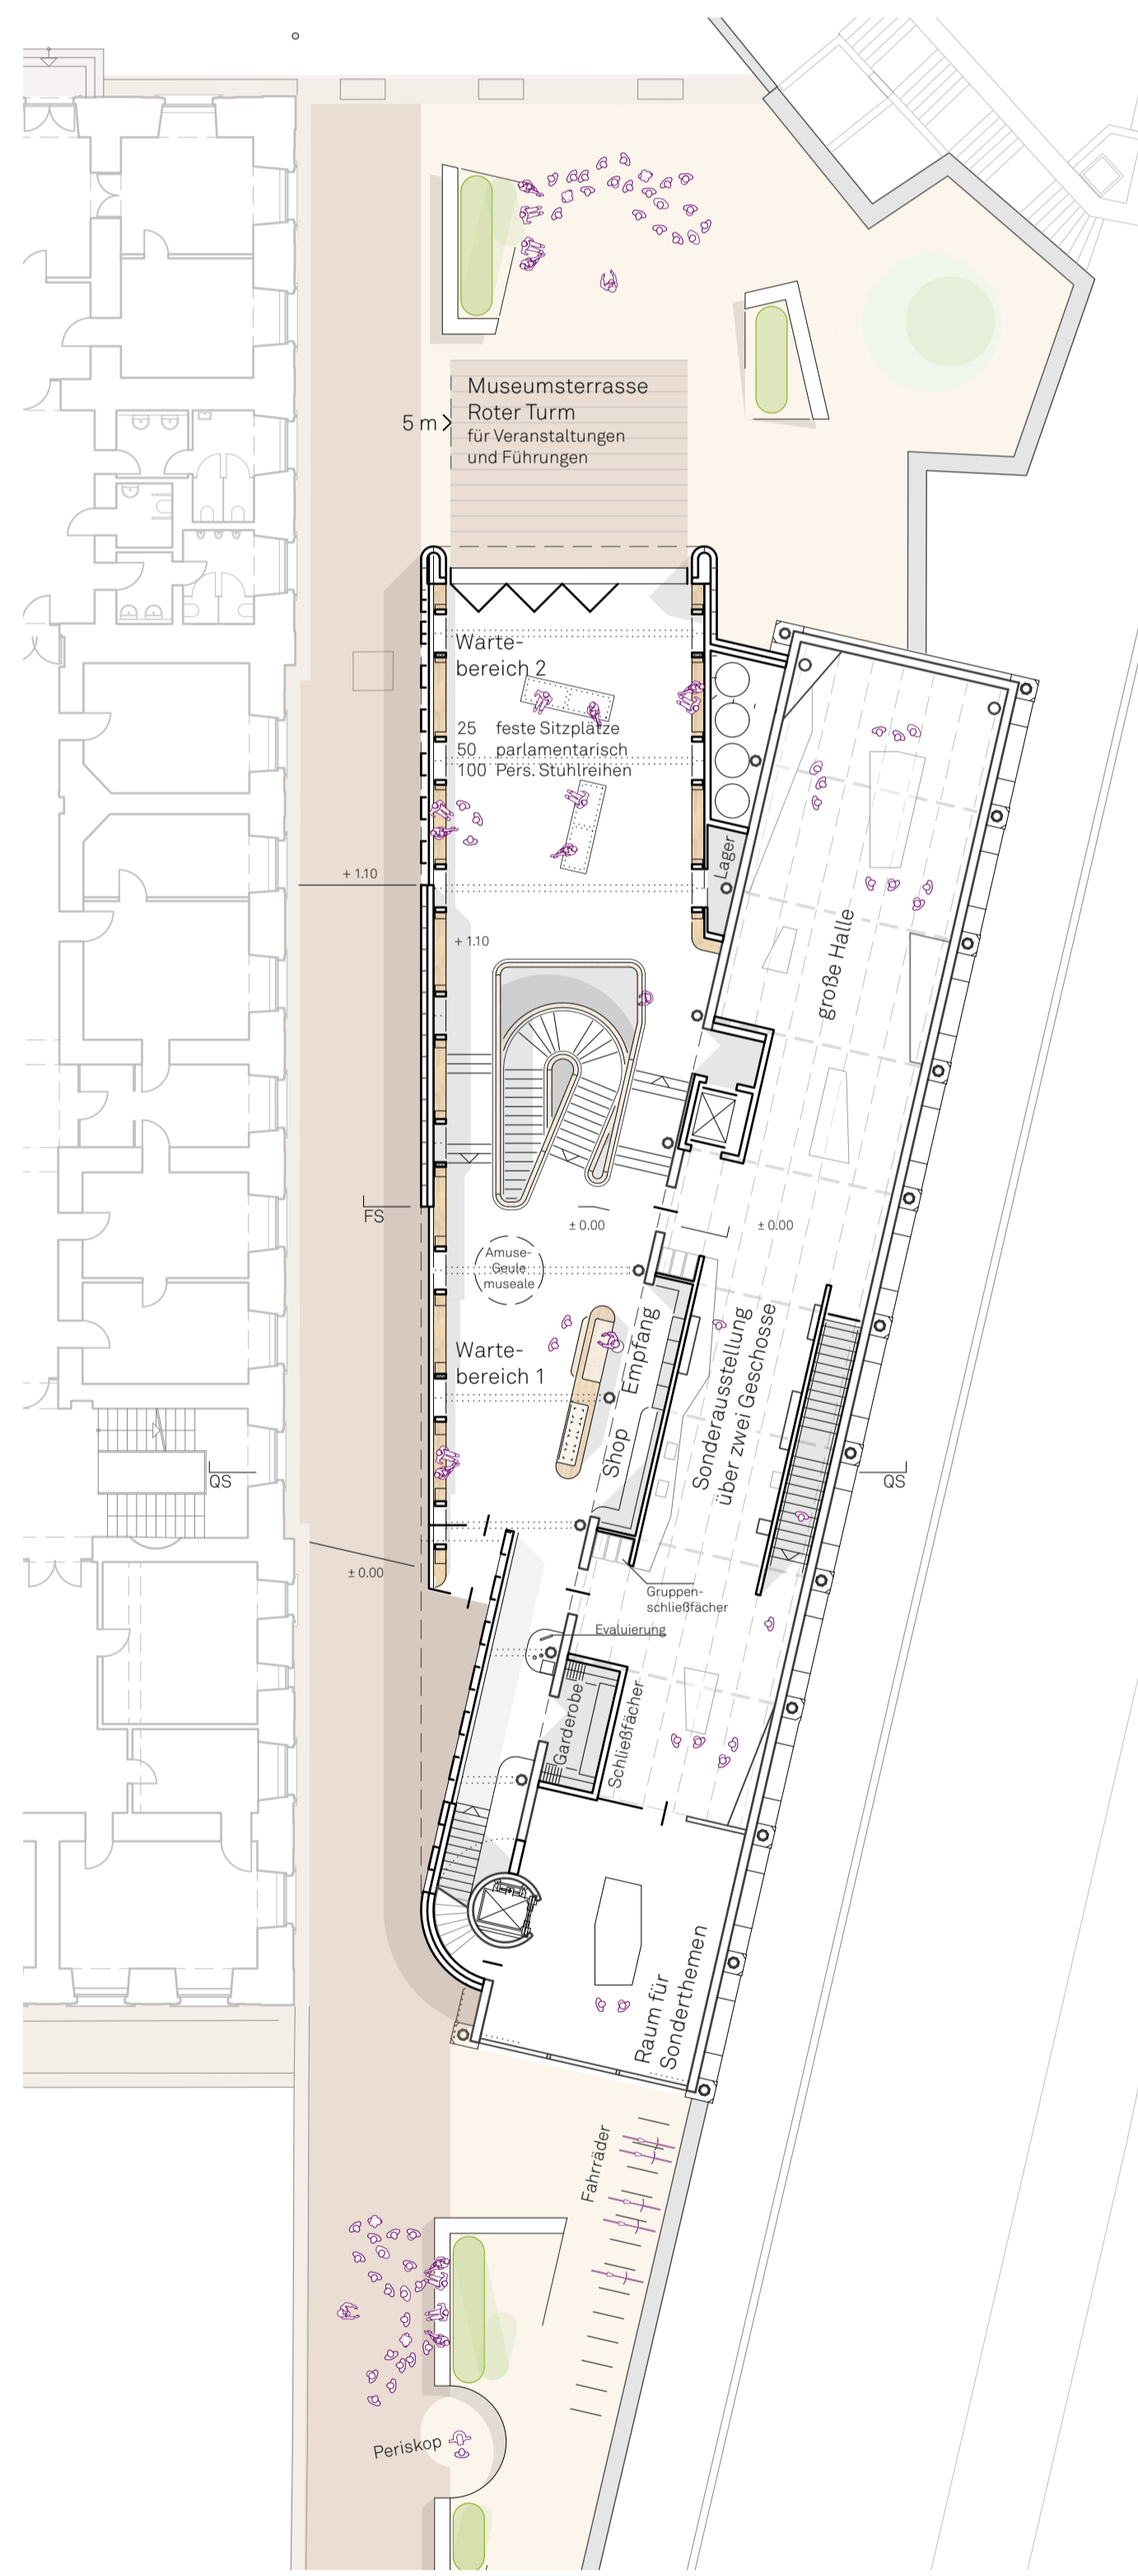 Museumsterrasse
Roter Turm
für Veranstaltungen
und Führungen
5 m
Warte-
bereich 2
25 feste Sitzplätze
50 parlamentarisch
100 Pers. Stuhlreihen
Lager
große Halle
+ 1.10
+ 1.10
FS
± 0.00
± 0.00
Amuse-
Geule
museale
Warte-
bereich 1
Empfang
Shop
Sonderausstellung
über zwei Geschosse
QS
QS
± 0.00
Gruppen-
schließfächer
Evaluierung
Garderobe
Schließfächer
Raum für
Sonderthemen
Fahrräder
Periskop